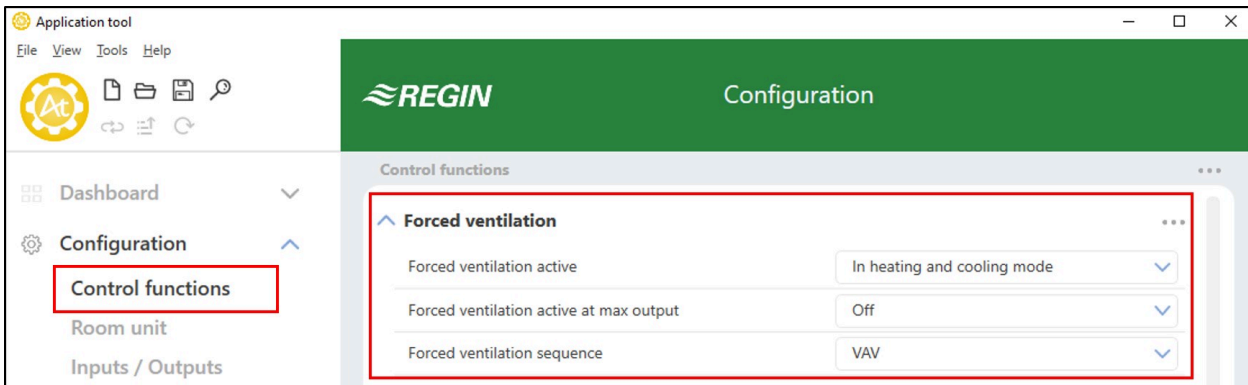 Application tool
File View Tools Help
At
REGIN
Configuration
Dashboard
Configuration
Control functions
Room unit
Inputs / Outputs
Control functions
Forced ventilation
Forced ventilation active In heating and cooling mode
Forced ventilation active at max output Off
Forced ventilation sequence VAV